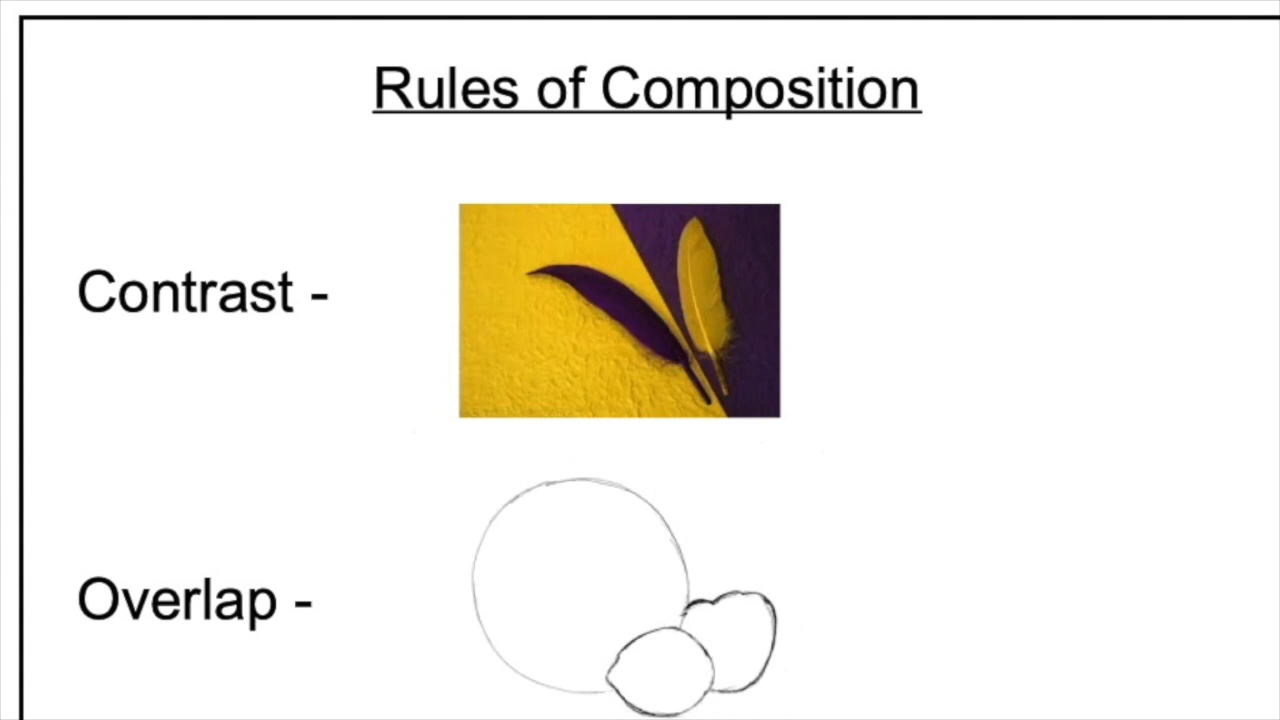 Rules of Composition
Contrast -
Overlap -